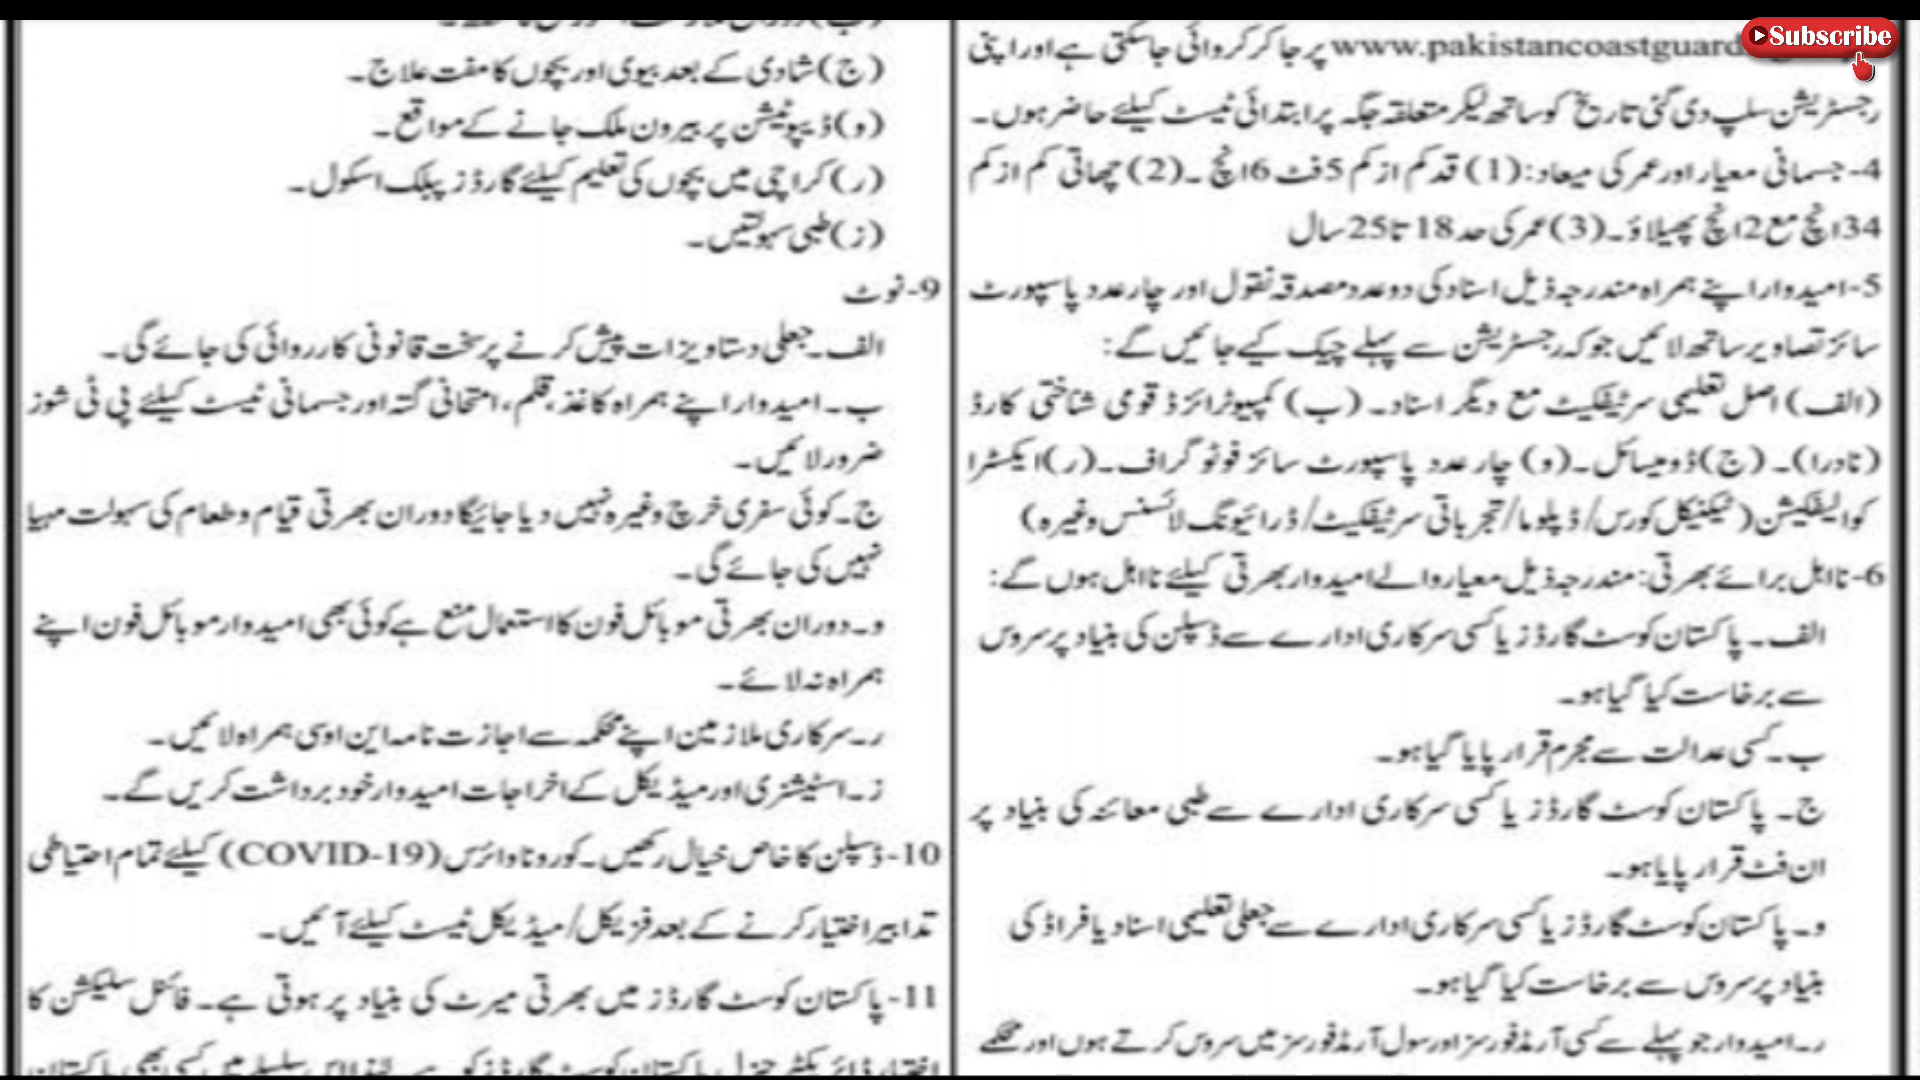 Subscribe
www.pakistancoastguard پر جا کر کروائی جاسکتی ہے اور اپنی
رجسٹریشن سلپ دی گئی تاریخ کو ساتھ لیکر متعلقہ جگہ پر ابتدائی ٹیسٹ کیلئے حاضر ہوں۔
4-جسمانی معیار اور عمر کی میعاد:(1) قد کم از کم 5فٹ 6انچ ۔(2) چھاتی کم از کم
34انچ مع 2انچ پھیلاؤ۔(3)عمر کی حد 18 تا 25سال
5-امیدوار اپنے ہمراہ مندرجہ ذیل اسناد کی دو عدد مصدقہ نقول اور چار عدد پاسپورٹ
سائز تصاویر ساتھ لائیں جو کہ رجسٹریشن سے پہلے چیک کیے جائیں گے:
(الف) اصل تعلیمی سرٹیفکیٹ مع دیگر اسناد۔ (ب) کمپیوٹرائزڈ قومی شناختی کارڈ
(نادرا)۔ (ج)ڈومیسائل۔(و) چار عدد پاسپورٹ سائز فوٹو گراف۔(ر)ایکسٹرا
کوالیفکیشن(ٹیکنیکل کورس/ڈپلوما/تجرباتی سرٹیفکیٹ/ڈرائیونگ لائسنس وغیرہ)
6-نااہل برائے بھرتی:مندرجہ ذیل معیار والے امیدوار بھرتی کیلئے نااہل ہوں گے:
الف۔ پاکستان کوسٹ گارڈز یا کسی سرکاری ادارے سے ڈسپلن کی بنیاد پر سروس
سے برخاست کیا گیا ہو۔
ب۔کسی عدالت سے مجرم قرار پایا گیا ہو۔
ج۔ پاکستان کوسٹ گارڈز یا کسی سرکاری ادارے سے طبی معائنہ کی بنیاد پر
ان فٹ قرار پایا ہو۔
و۔پاکستان کوسٹ گارڈز یا کسی سرکاری ادارے سے جعلی تعلیمی اسناد یا فراڈ کی
بنیاد پر سروس سے برخاست کیا گیا ہو۔
ر۔امیدوار جو پہلے سے کسی آرمڈ فورسز اور سول آرمڈ فورسز میں سروس کرتے ہوں اور محکمے
(ج)شادی کے بعد بیوی اور بچوں کا مفت علاج۔
(و)ڈیپوٹیشن پر بیرون ملک جانے کے مواقع۔
(ر)کراچی میں بچوں کی تعلیم کیلئے گارڈز پبلک اسکول۔
(ز)طبی سہولتیں۔
9-نوٹ
الف۔جعلی دستاویزات پیش کرنے پر سخت قانونی کارروائی کی جائے گی۔
ب۔امیدوار اپنے ہمراہ کاغذ،قلم،امتحانی گتہ اور جسمانی ٹیسٹ کیلئے پی ٹی شوز
ضرور لائیں۔
ج۔کوئی سفری خرچ وغیرہ نہیں دیا جائیگا دوران بھرتی قیام و طعام کی سہولت مہیا
نہیں کی جائے گی۔
و۔دوران بھرتی موبائل فون کا استعمال منع ہے کوئی بھی امیدوار موبائل فون اپنے
ہمراہ نہ لائے۔
ر۔سرکاری ملازمین اپنے محکمہ سے اجازت نامہ این او سی ہمراہ لائیں۔
ز۔اسٹیشنری اور میڈیکل کے اخراجات امیدوار خود برداشت کریں گے۔
10-ڈسپلن کا خاص خیال رکھیں۔کورونا وائرس(COVID-19) کیلئے تمام احتیاطی
تدابیر اختیار کرنے کے بعد فزیکل/میڈیکل ٹیسٹ کیلئے آئیں۔
11-پاکستان کوسٹ گارڈز میں بھرتی میرٹ کی بنیاد پر ہوتی ہے۔ فائنل سلیکشن کا